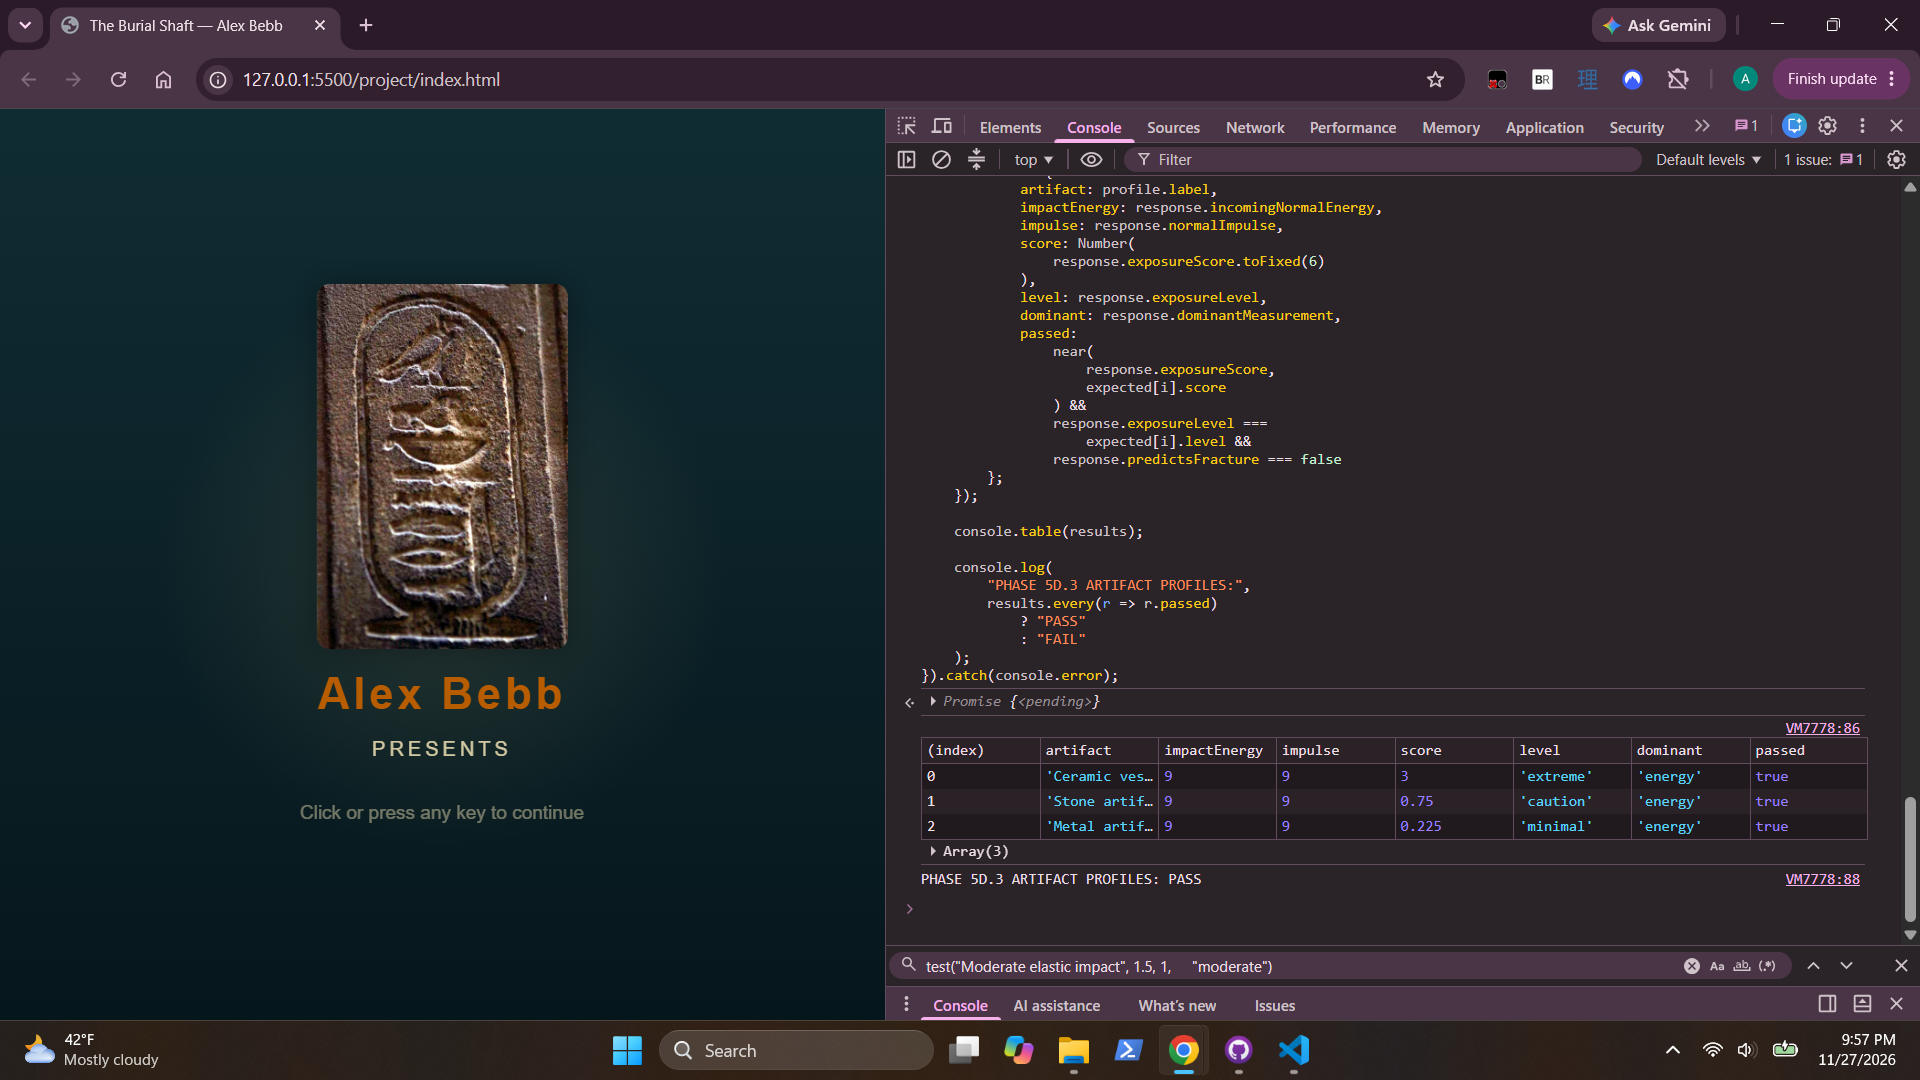 The Burial Shaft — Alex Bebb
Ask Gemini
127.0.0.1:5500/project/index.html
BR
理
A
Finish update
Alex Bebb
PRESENTS
Click or press any key to continue
Elements
Console
Sources
Network
Performance
Memory
Application
Security
1
top
Filter
Default levels
1 issue:
1
artifact: profile.label,
impactEnergy: response.incomingNormalEnergy,
impulse: response.normalImpulse,
score: Number(
response.exposureScore.toFixed(6)
),
level: response.exposureLevel,
dominant: response.dominantMeasurement,
passed:
near(
response.exposureScore,
expected[i].score
) &&
response.exposureLevel ===
expected[i].level &&
response.predictsFracture === false
};
});
console.table(results);
console.log(
"PHASE 5D.3 ARTIFACT PROFILES:",
results.every(r => r.passed)
? "PASS"
: "FAIL"
);
}).catch(console.error);
Promise {<pending>}
VM7778:86
(index) artifact impactEnergy impulse score level dominant passed
0 'Ceramic ves… 9 9 3 'extreme' 'energy' true
1 'Stone artif… 9 9 0.75 'caution' 'energy' true
2 'Metal artif… 9 9 0.225 'minimal' 'energy' true
Array(3)
PHASE 5D.3 ARTIFACT PROFILES: PASS
VM7778:88
test("Moderate elastic impact", 1.5, 1, "moderate")
Aa
ab
(.*)
Console
AI assistance
What's new
Issues
42°F
Mostly cloudy
Search
9:57 PM
11/27/2026